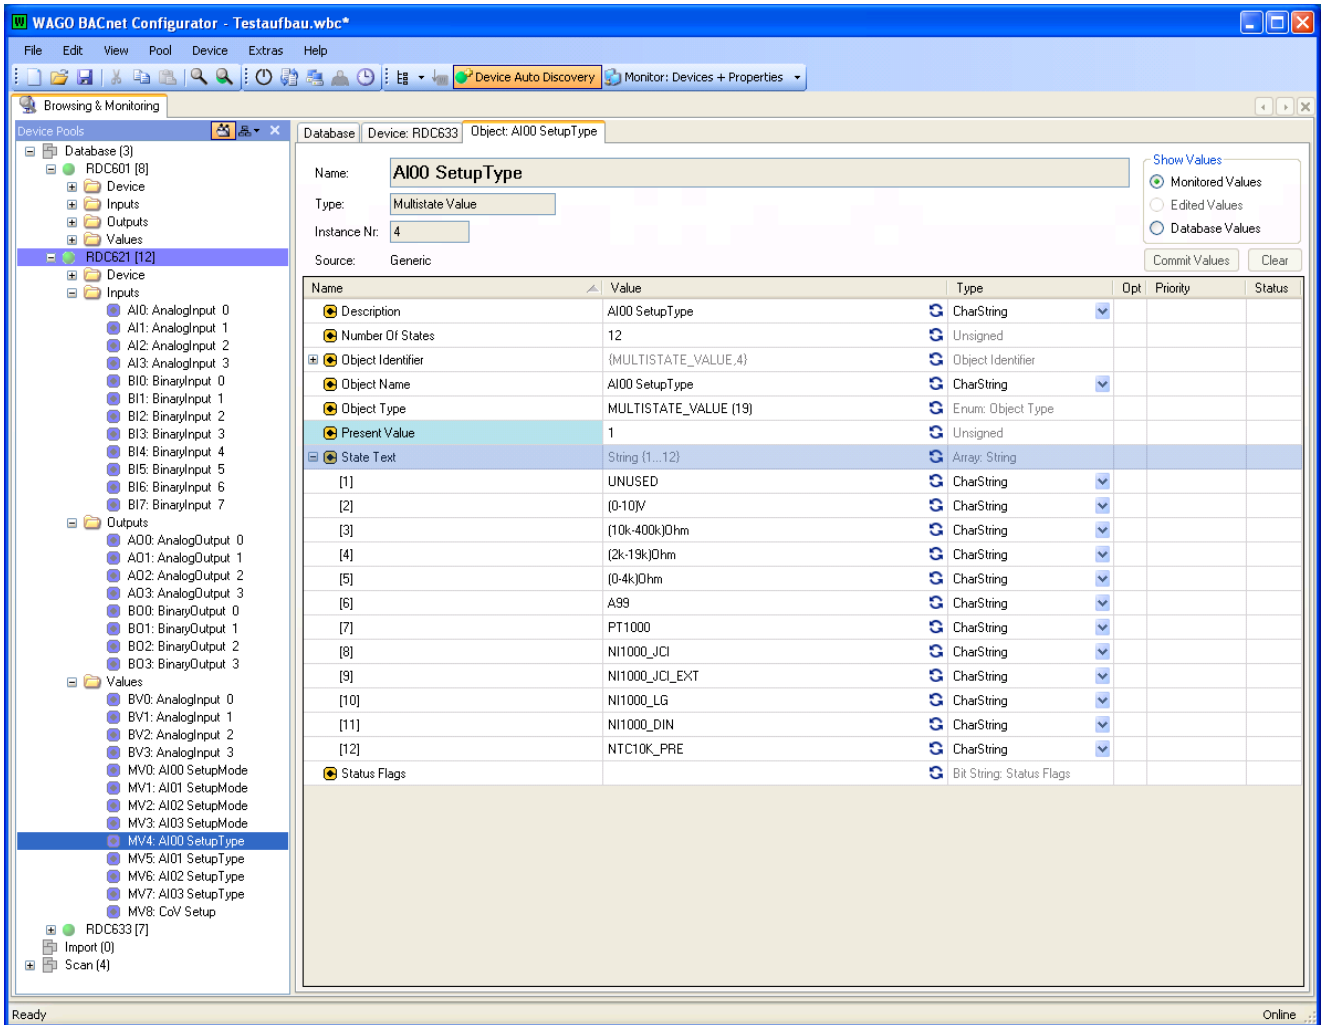 WAGO BACnet Configurator - Testaufbau.wbc*
File Edit View Pool Device Extras Help
Device Auto Discovery Monitor: Devices + Properties
Browsing & Monitoring
Device Pools
Database (3)
RDC601 [8]
Device
Inputs
Outputs
Values
RDC621 [12]
Device
Inputs
AI0: AnalogInput 0
AI1: AnalogInput 1
AI2: AnalogInput 2
AI3: AnalogInput 3
BI0: BinaryInput 0
BI1: BinaryInput 1
BI2: BinaryInput 2
BI3: BinaryInput 3
BI4: BinaryInput 4
BI5: BinaryInput 5
BI6: BinaryInput 6
BI7: BinaryInput 7
Outputs
AO0: AnalogOutput 0
AO1: AnalogOutput 1
AO2: AnalogOutput 2
AO3: AnalogOutput 3
BO0: BinaryOutput 0
BO1: BinaryOutput 1
BO2: BinaryOutput 2
BO3: BinaryOutput 3
Values
BV0: AnalogInput 0
BV1: AnalogInput 1
BV2: AnalogInput 2
BV3: AnalogInput 3
MV0: AI00 SetupMode
MV1: AI01 SetupMode
MV2: AI02 SetupMode
MV3: AI03 SetupMode
MV4: AI00 SetupType
MV5: AI01 SetupType
MV6: AI02 SetupType
MV7: AI03 SetupType
MV8: CoV Setup
RDC633 [7]
Import (0)
Scan (4)
Database Device: RDC633 Object: AI00 SetupType
Name: AI00 SetupType
Type: Multistate Value
Instance Nr: 4
Source: Generic
Show Values
Monitored Values
Edited Values
Database Values
Commit Values Clear
Name Value Type Opt Priority Status
Description AI00 SetupType CharString
Number Of States 12 Unsigned
Object Identifier {MULTISTATE_VALUE,4} Object Identifier
Object Name AI00 SetupType CharString
Object Type MULTISTATE_VALUE (19) Enum: Object Type
Present Value 1 Unsigned
State Text String {1...12} Array: String
[1] UNUSED CharString
[2] (0-10)V CharString
[3] (10k-400k)Ohm CharString
[4] (2k-19k)Ohm CharString
[5] (0-4k)Ohm CharString
[6] A99 CharString
[7] PT1000 CharString
[8] NI1000_JCI CharString
[9] NI1000_JCI_EXT CharString
[10] NI1000_LG CharString
[11] NI1000_DIN CharString
[12] NTC10K_PRE CharString
Status Flags Bit String: Status Flags
Ready Online